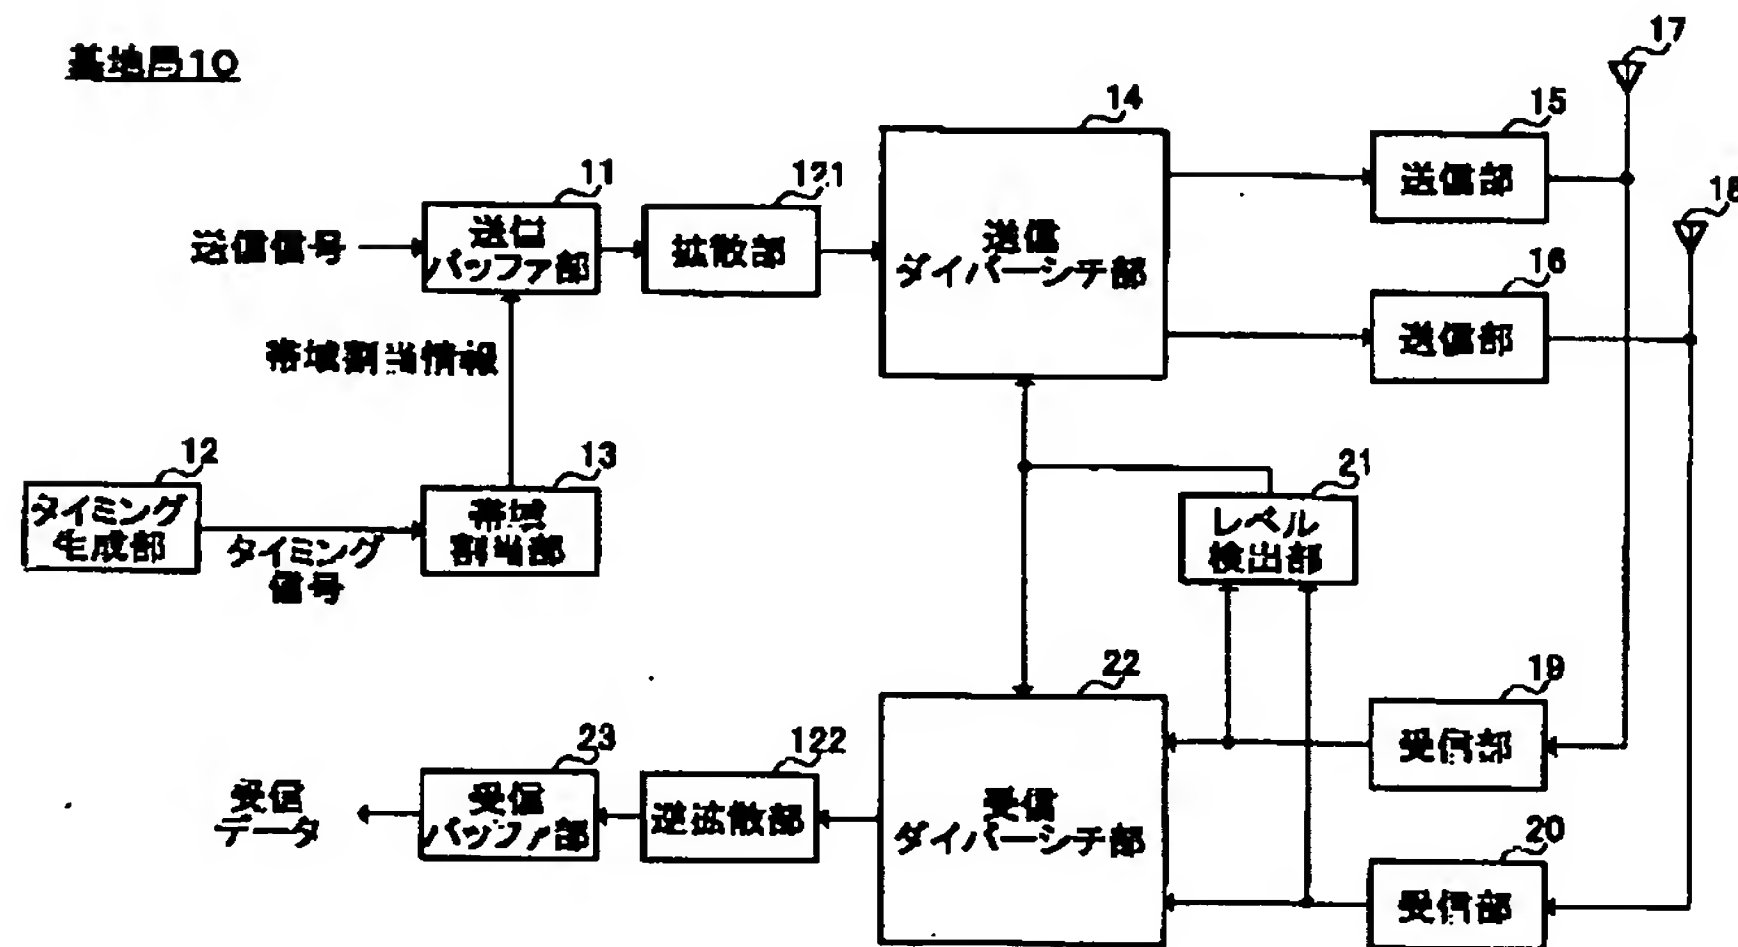 基地局10
17
14
15
送信部
18
11
121
送信信号
送信
バッファ部
拡散部
送信
ダイバーシチ部
16
送信部
帯域割当情報
12
13
21
タイミング
生成部
タイミング
信号
帯域
割当部
レベル
検出部
22
19
受信部
23
122
受信
データ
受信
バッファ部
逆拡散部
受信
ダイバーシチ部
20
受信部